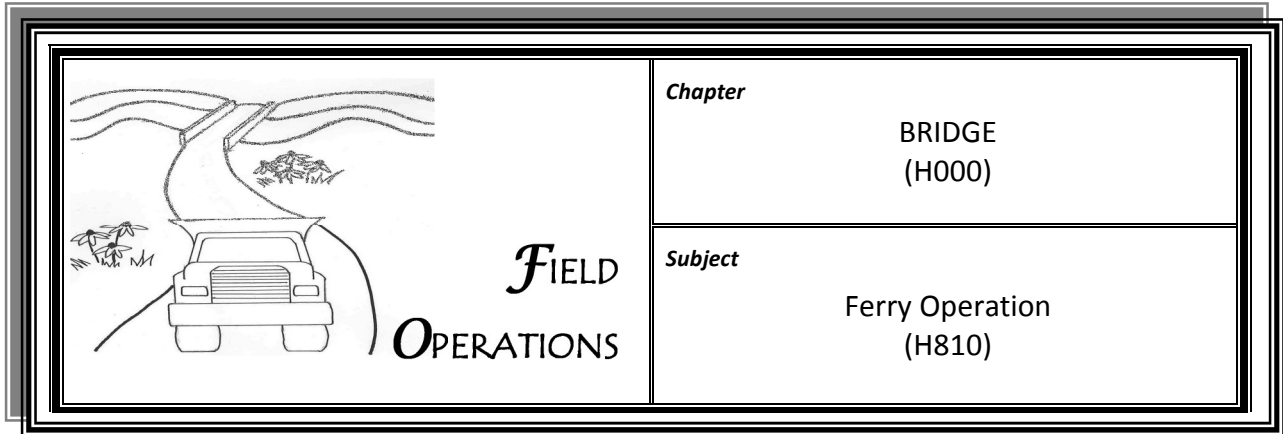 FIELD
OPERATIONS
Chapter
BRIDGE
(H000)
Subject
Ferry Operation
(H810)